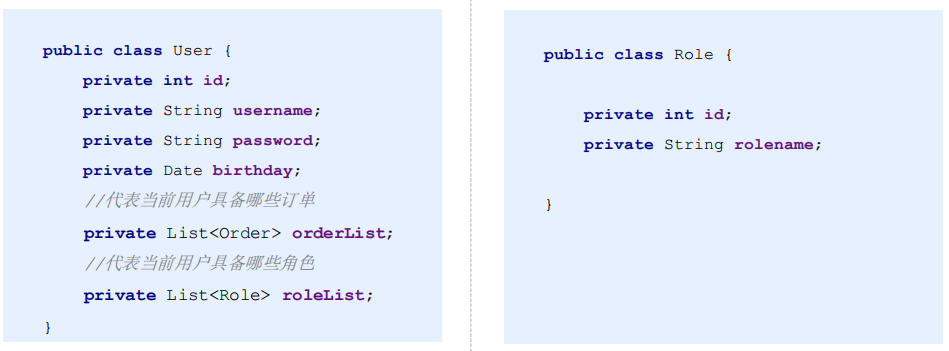 public class User {
private int id;
private String username;
private String password;
private Date birthday;
//代表当前用户具备哪些订单
private List<Order> orderList;
//代表当前用户具备哪些角色
private List<Role> roleList;
}
public class Role {
private int id;
private String rolename;
}